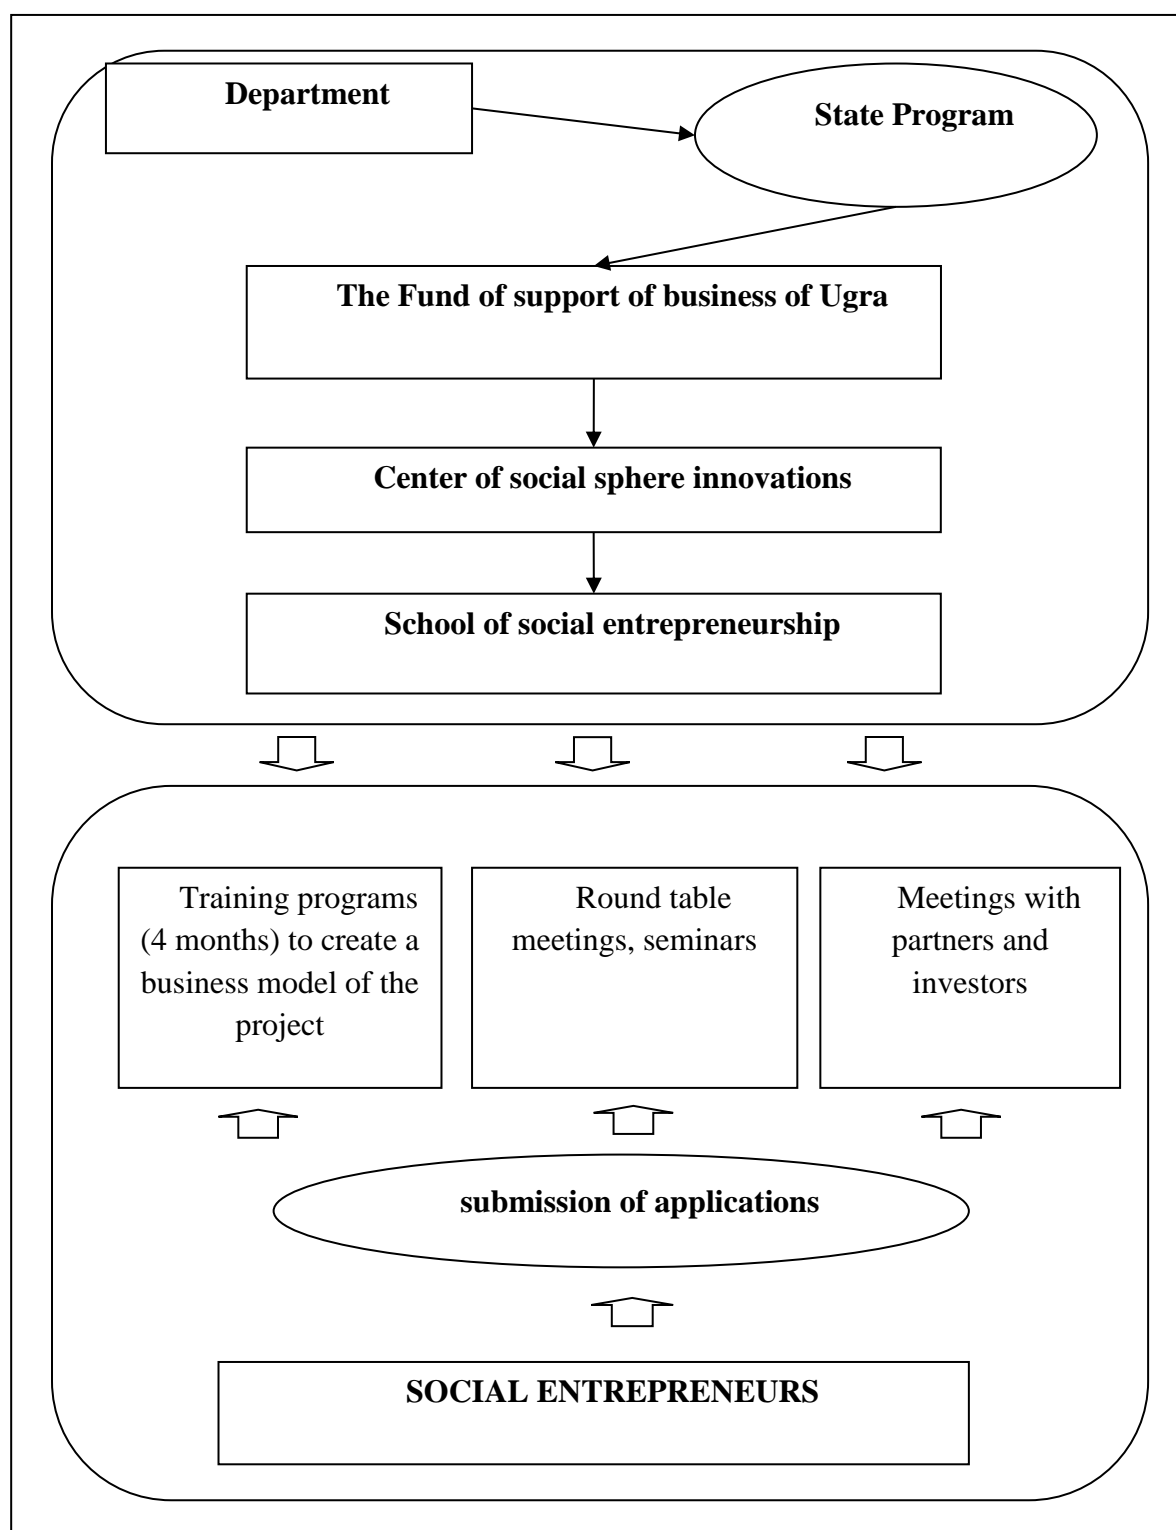 Department
State Program
The Fund of support of business of Ugra
Center of social sphere innovations
School of social entrepreneurship
Training programs
(4 months) to create a
business model of the
project
Round table
meetings, seminars
Meetings with
partners and
investors
submission of applications
SOCIAL ENTREPRENEURS